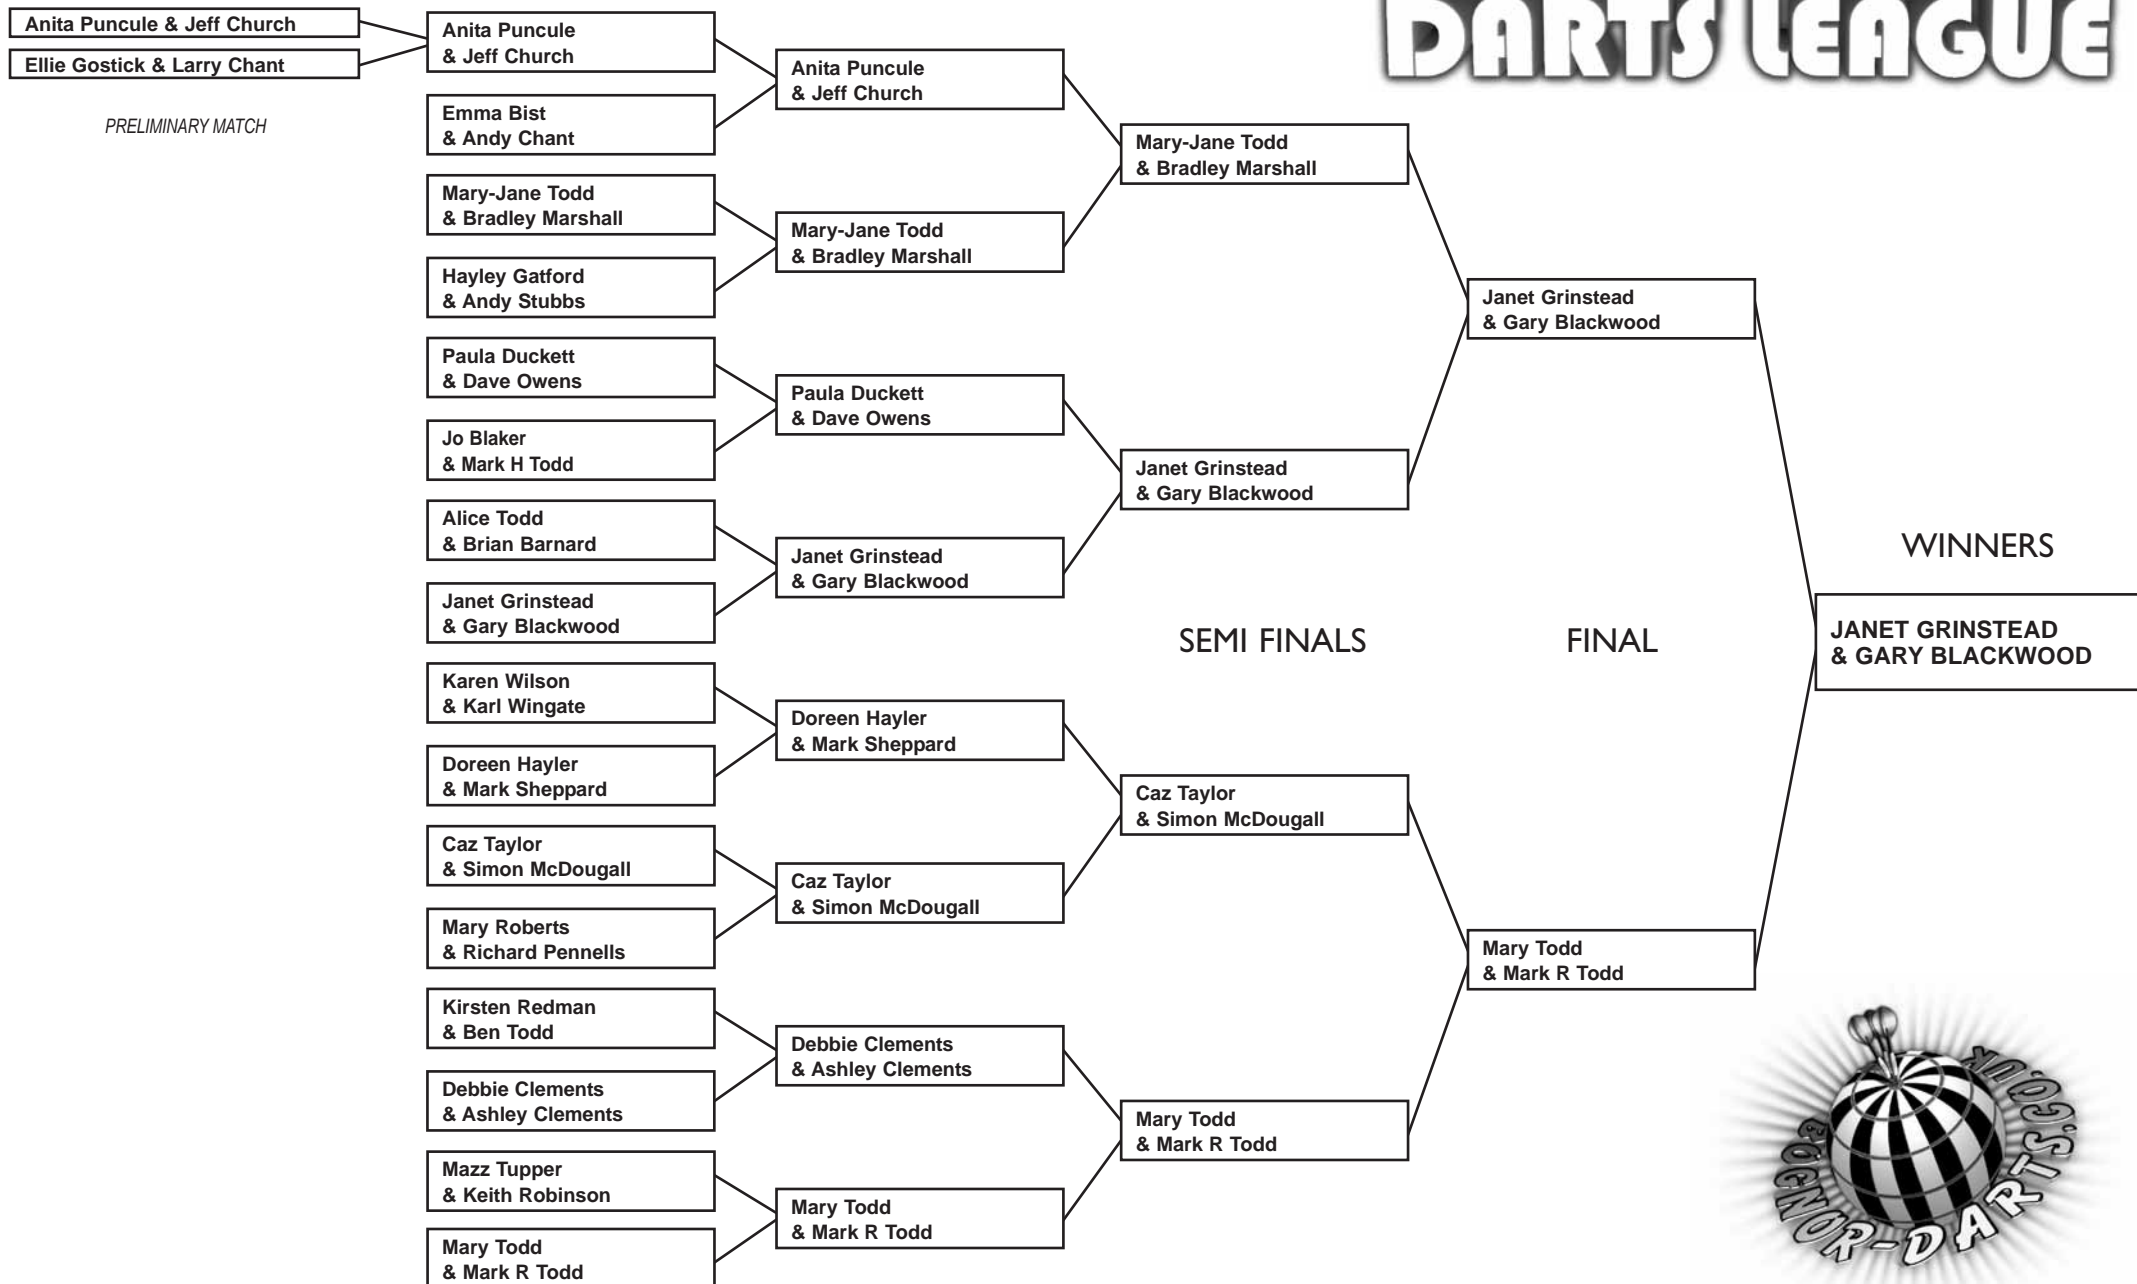 DARTS LEAGUE
Anita Puncule & Jeff Church
Ellie Gostick & Larry Chant
PRELIMINARY MATCH
Anita Puncule
& Jeff Church
Emma Bist
& Andy Chant
Mary-Jane Todd
& Bradley Marshall
Hayley Gatford
& Andy Stubbs
Paula Duckett
& Dave Owens
Jo Blaker
& Mark H Todd
Alice Todd
& Brian Barnard
Janet Grinstead
& Gary Blackwood
Karen Wilson
& Karl Wingate
Doreen Hayler
& Mark Sheppard
Caz Taylor
& Simon McDougall
Mary Roberts
& Richard Pennells
Kirsten Redman
& Ben Todd
Debbie Clements
& Ashley Clements
Mazz Tupper
& Keith Robinson
Mary Todd
& Mark R Todd
Anita Puncule
& Jeff Church
Mary-Jane Todd
& Bradley Marshall
Paula Duckett
& Dave Owens
Janet Grinstead
& Gary Blackwood
Doreen Hayler
& Mark Sheppard
Caz Taylor
& Simon McDougall
Debbie Clements
& Ashley Clements
Mary Todd
& Mark R Todd
Mary-Jane Todd
& Bradley Marshall
Janet Grinstead
& Gary Blackwood
SEMI FINALS
Caz Taylor
& Simon McDougall
Mary Todd
& Mark R Todd
Janet Grinstead
& Gary Blackwood
FINAL
Mary Todd
& Mark R Todd
WINNERS
JANET GRINSTEAD
& GARY BLACKWOOD
BOGNOR-DARTS.CO.UK